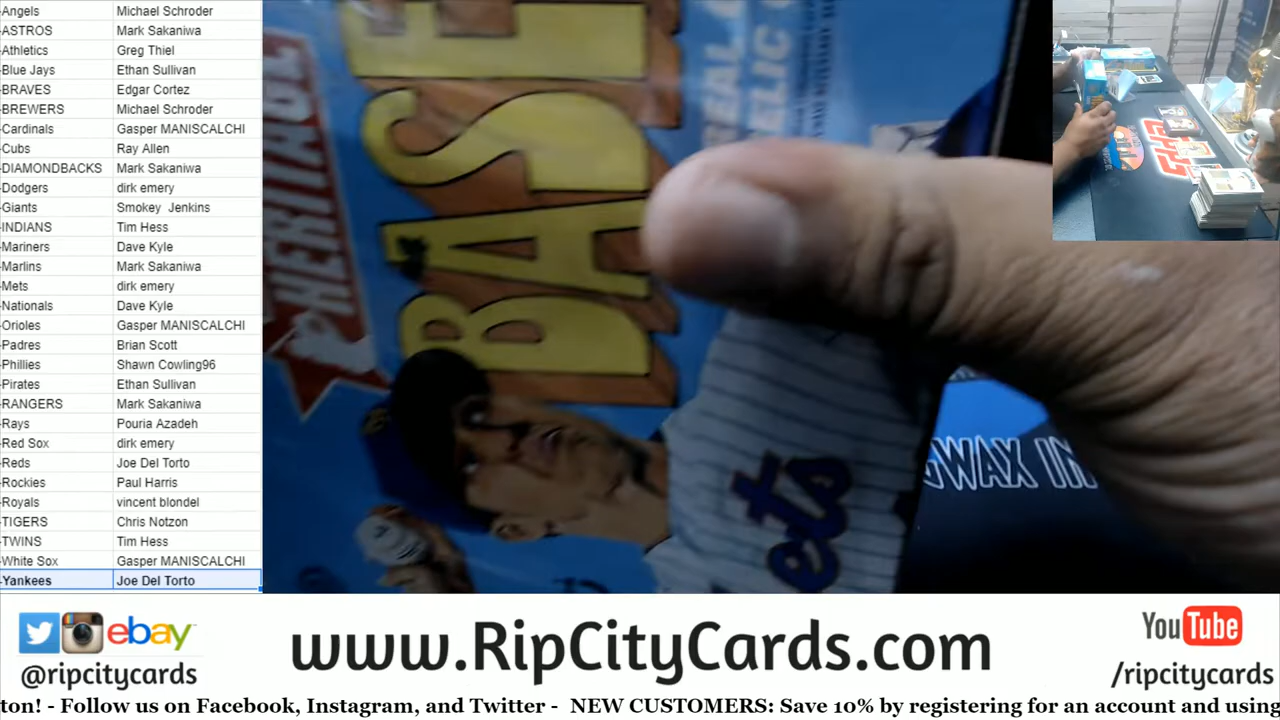 -Angels Michael Schroder
-ASTROS Mark Sakaniwa
-Athletics Greg Thiel
-Blue Jays Ethan Sullivan
-BRAVES Edgar Cortez
-BREWERS Michael Schroder
-Cardinals Gasper MANISCALCHI
-Cubs Ray Allen
-DIAMONDBACKS Mark Sakaniwa
-Dodgers dirk emery
-Giants Smokey Jenkins
-INDIANS Tim Hess
-Mariners Dave Kyle
-Marlins Mark Sakaniwa
-Mets dirk emery
-Nationals Dave Kyle
-Orioles Gasper MANISCALCHI
-Padres Brian Scott
-Phillies Shawn Cowling96
-Pirates Ethan Sullivan
-RANGERS Mark Sakaniwa
-Rays Pouria Azadeh
-Red Sox dirk emery
-Reds Joe Del Torto
-Rockies Paul Harris
-Royals vincent blondel
-TIGERS Chris Notzon
-TWINS Tim Hess
-White Sox Gasper MANISCALCHI
-Yankees Joe Del Torto
HERITAGE
BASE
SEAL
ELIC
ets
GWAX IN
ebay
@ripcitycards
www.RipCityCards.com
YouTube
/ripcitycards
ton! - Follow us on Facebook, Instagram, and Twitter - NEW CUSTOMERS: Save 10% by registering for an account and using